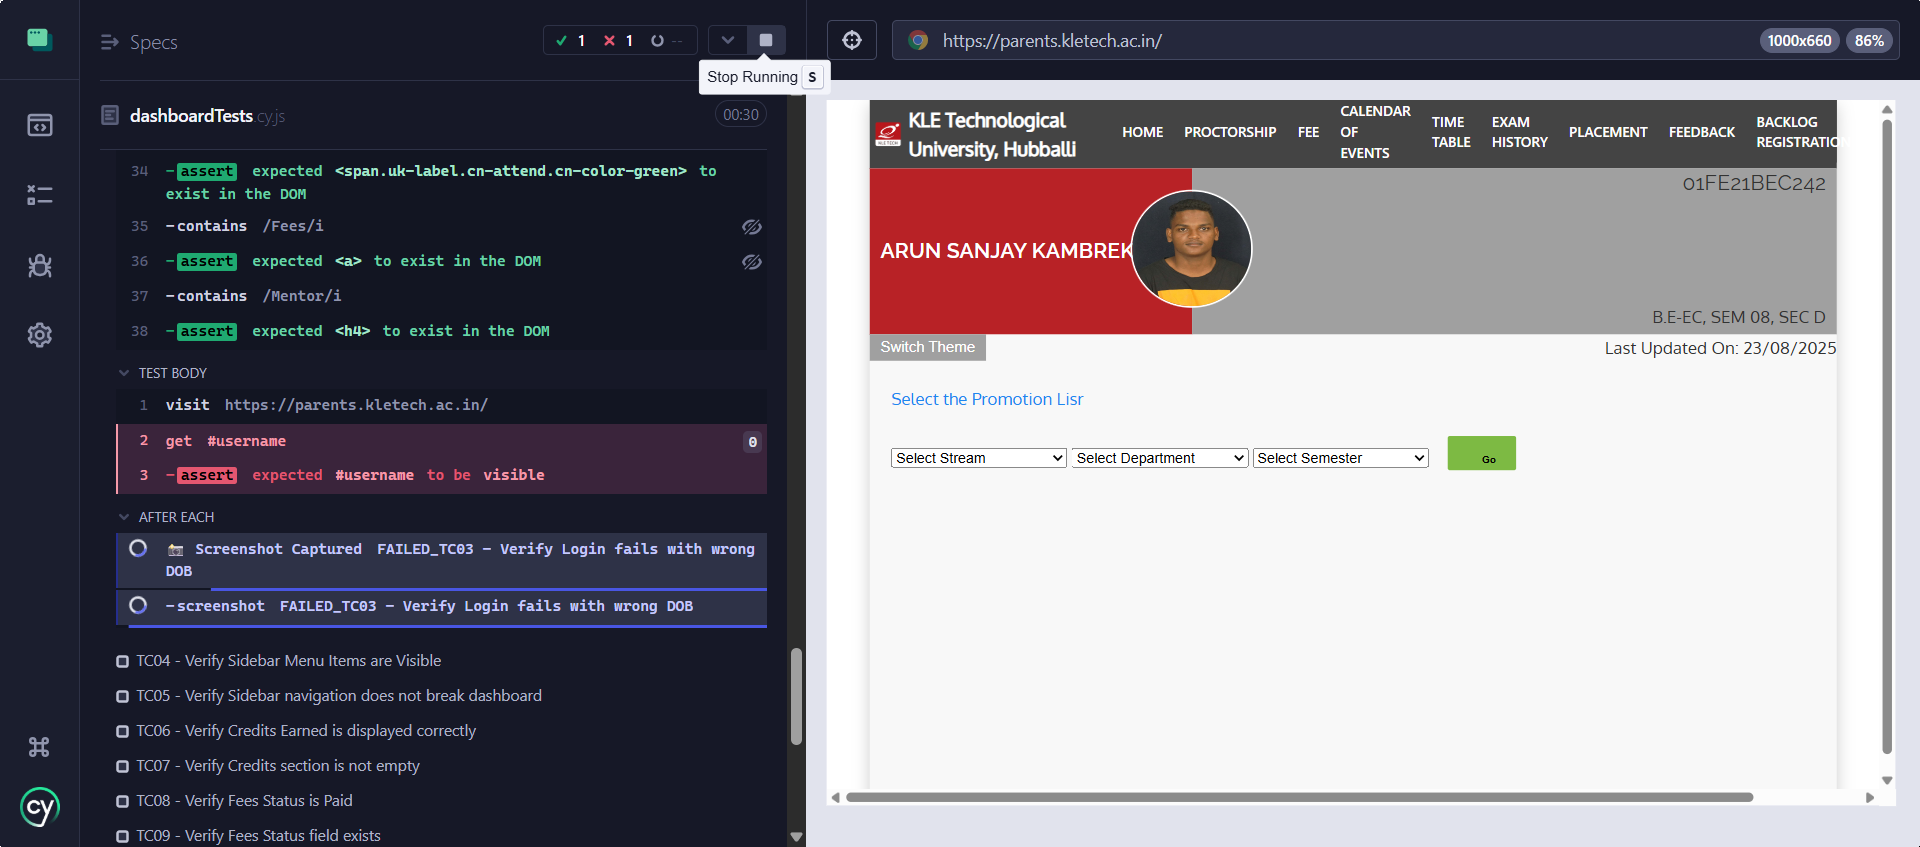 Specs
1
1
--
Stop Running S
dashboardTests.cy.js
00:30
34 -assert expected <span.uk-label.cn-attend.cn-color-green> to
exist in the DOM
35 -contains /Fees/i
36 -assert expected <a> to exist in the DOM
37 -contains /Mentor/i
38 -assert expected <h4> to exist in the DOM
TEST BODY
1 visit https://parents.kletech.ac.in/
2 get #username 0
3 -assert expected #username to be visible
AFTER EACH
Screenshot Captured FAILED_TC03 - Verify Login fails with wrong
DOB
-screenshot FAILED_TC03 - Verify Login fails with wrong DOB
TC04 - Verify Sidebar Menu Items are Visible
TC05 - Verify Sidebar navigation does not break dashboard
TC06 - Verify Credits Earned is displayed correctly
TC07 - Verify Credits section is not empty
TC08 - Verify Fees Status is Paid
TC09 - Verify Fees Status field exists
cy
https://parents.kletech.ac.in/
1000x660 86%
KLE TECH
KLE Technological
University, Hubballi
HOME
PROCTORSHIP
FEE
CALENDAR
OF
EVENTS
TIME
TABLE
EXAM
HISTORY
PLACEMENT
FEEDBACK
BACKLOG
REGISTRATION
01FE21BEC242
ARUN SANJAY KAMBREK
B.E-EC, SEM 08, SEC D
Switch Theme
Last Updated On: 23/08/2025
Select the Promotion Lisr
Select Stream Select Department Select Semester Go